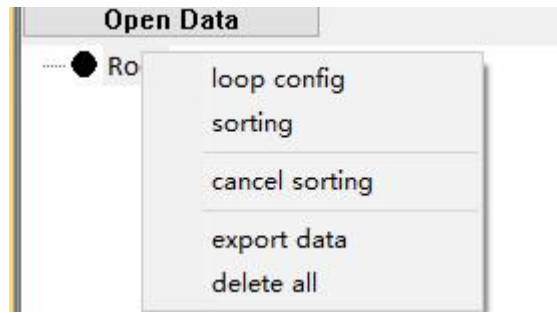 Open Data
Ro
loop config
sorting
cancel sorting
export data
delete all